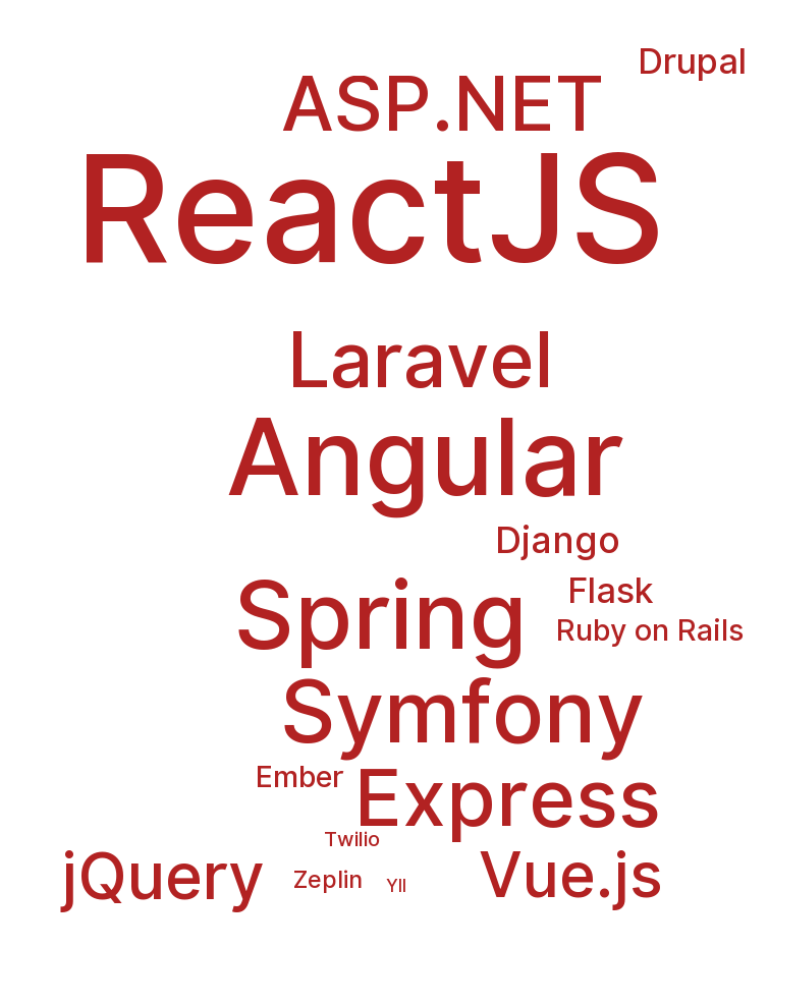 Drupal
ASP.NET
ReactJS
Laravel
Angular
Django
Spring
Flask
Ruby on Rails
Symfony
Ember
Express
Twilio
jQuery
Zeplin
YII
Vue.js